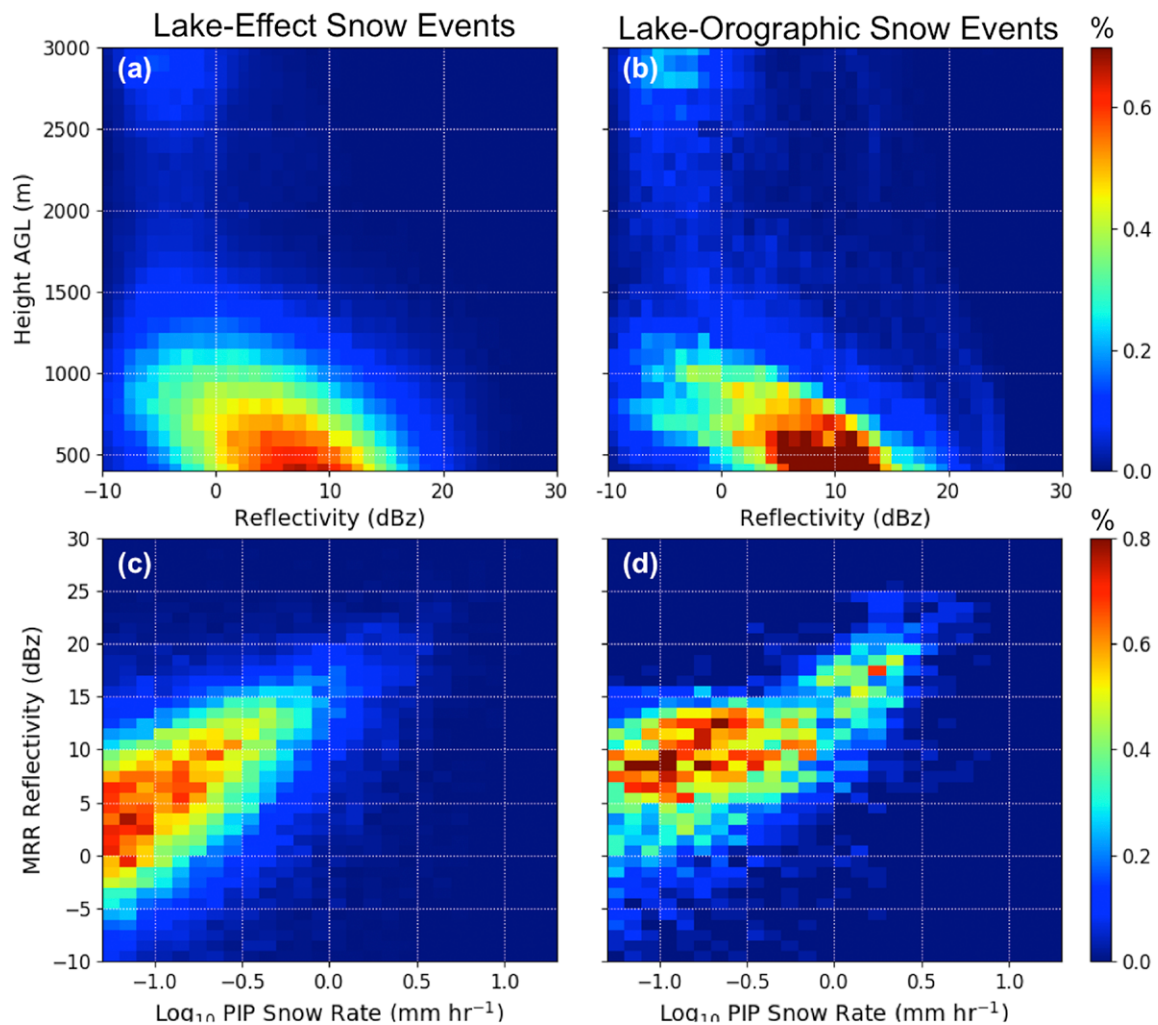 Lake-Effect Snow Events
Lake-Orographic Snow Events
%
3000
2500
2000
1500
1000
500
Height AGL (m)
(a)
(b)
0.6
0.4
0.2
0.0
−10 0 10 20 30
-10 0 10 20 30
Reflectivity (dBz)
Reflectivity (dBz)
%
30
25
20
15
10
5
0
−5
−10
MRR Reflectivity (dBz)
(c)
(d)
0.8
0.6
0.4
0.2
0.0
−1.0 −0.5 0.0 0.5 1.0
−1.0 −0.5 0.0 0.5 1.0
Log₁₀ PIP Snow Rate (mm hr⁻¹)
Log₁₀ PIP Snow Rate (mm hr⁻¹)